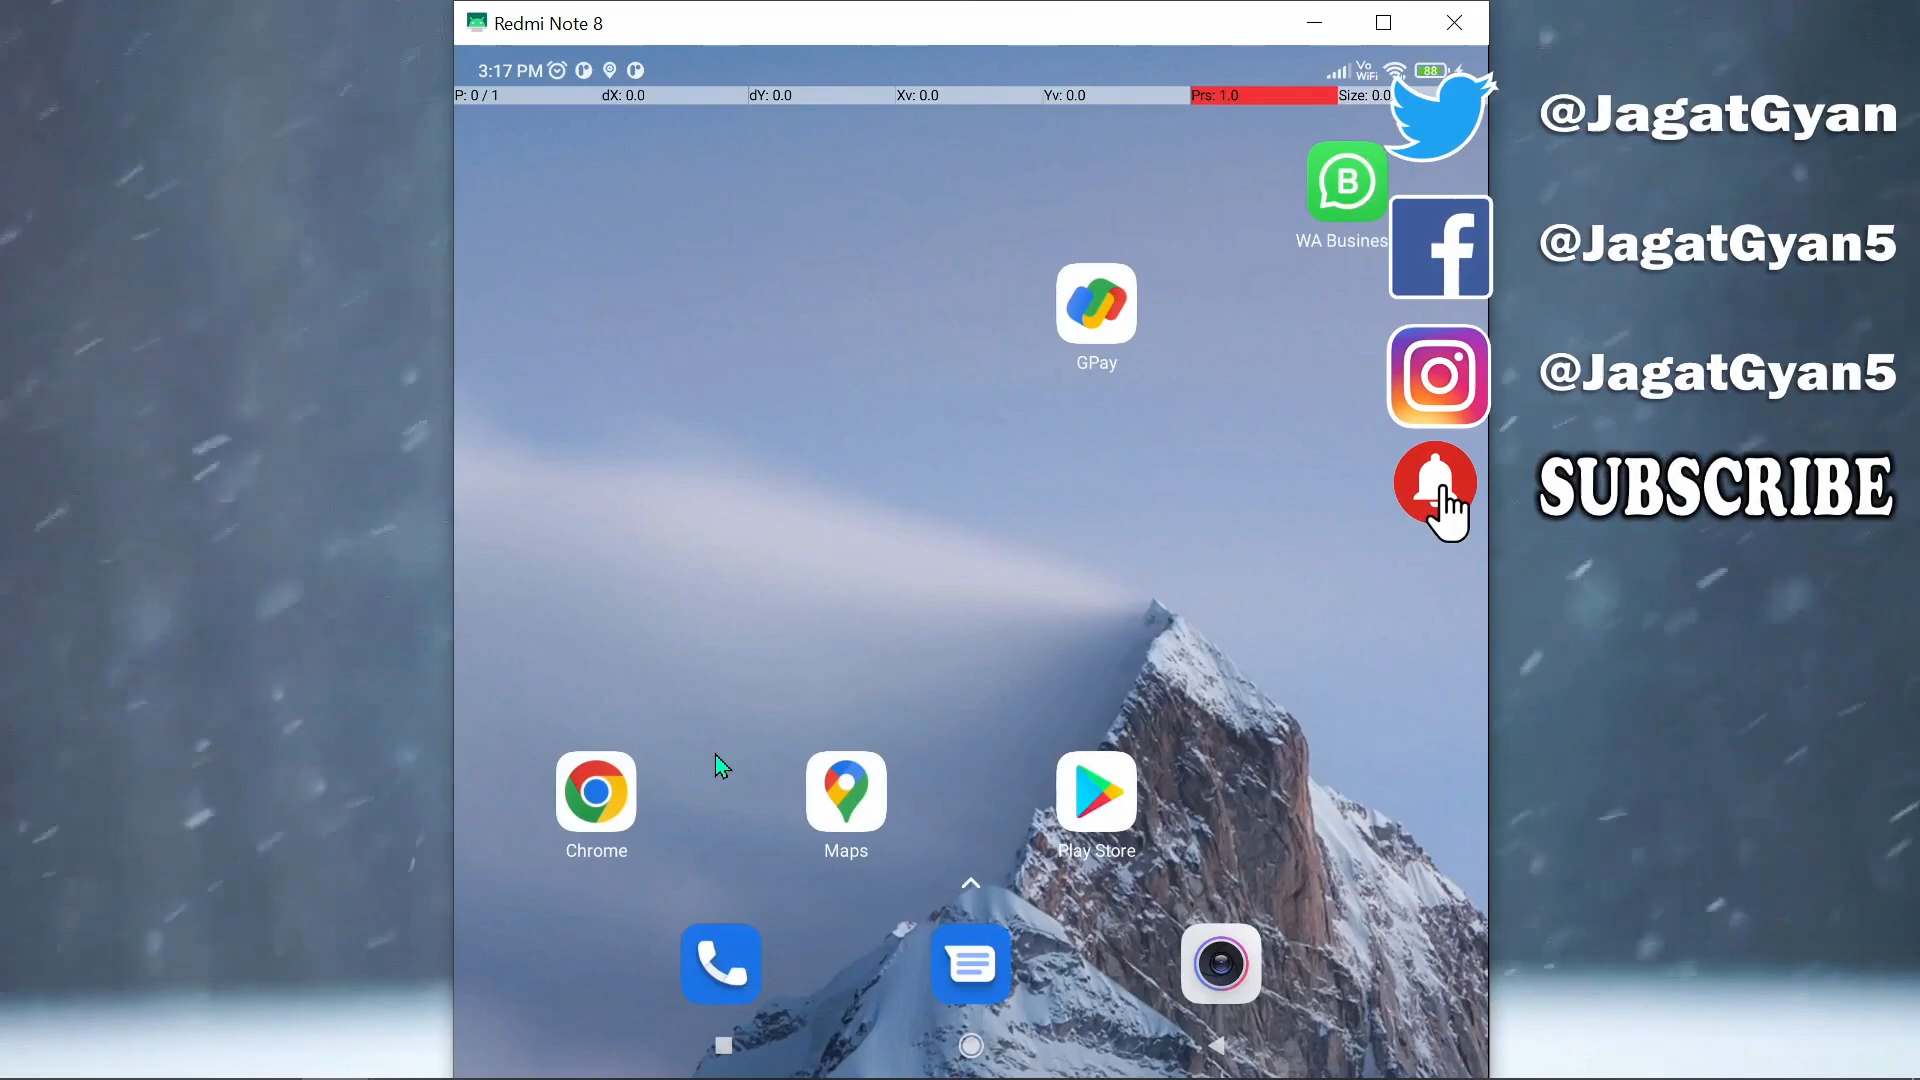 Redmi Note 8
3:17 PM
Vo
WiFi
88
P: 0 / 1
dX: 0.0
dY: 0.0
Xv: 0.0
Yv: 0.0
Prs: 1.0
Size: 0.0
@JagatGyan
B
WA Busines
f
@JagatGyan5
GPay
@JagatGyan5
SUBSCRIBE
Chrome
Maps
Play Store